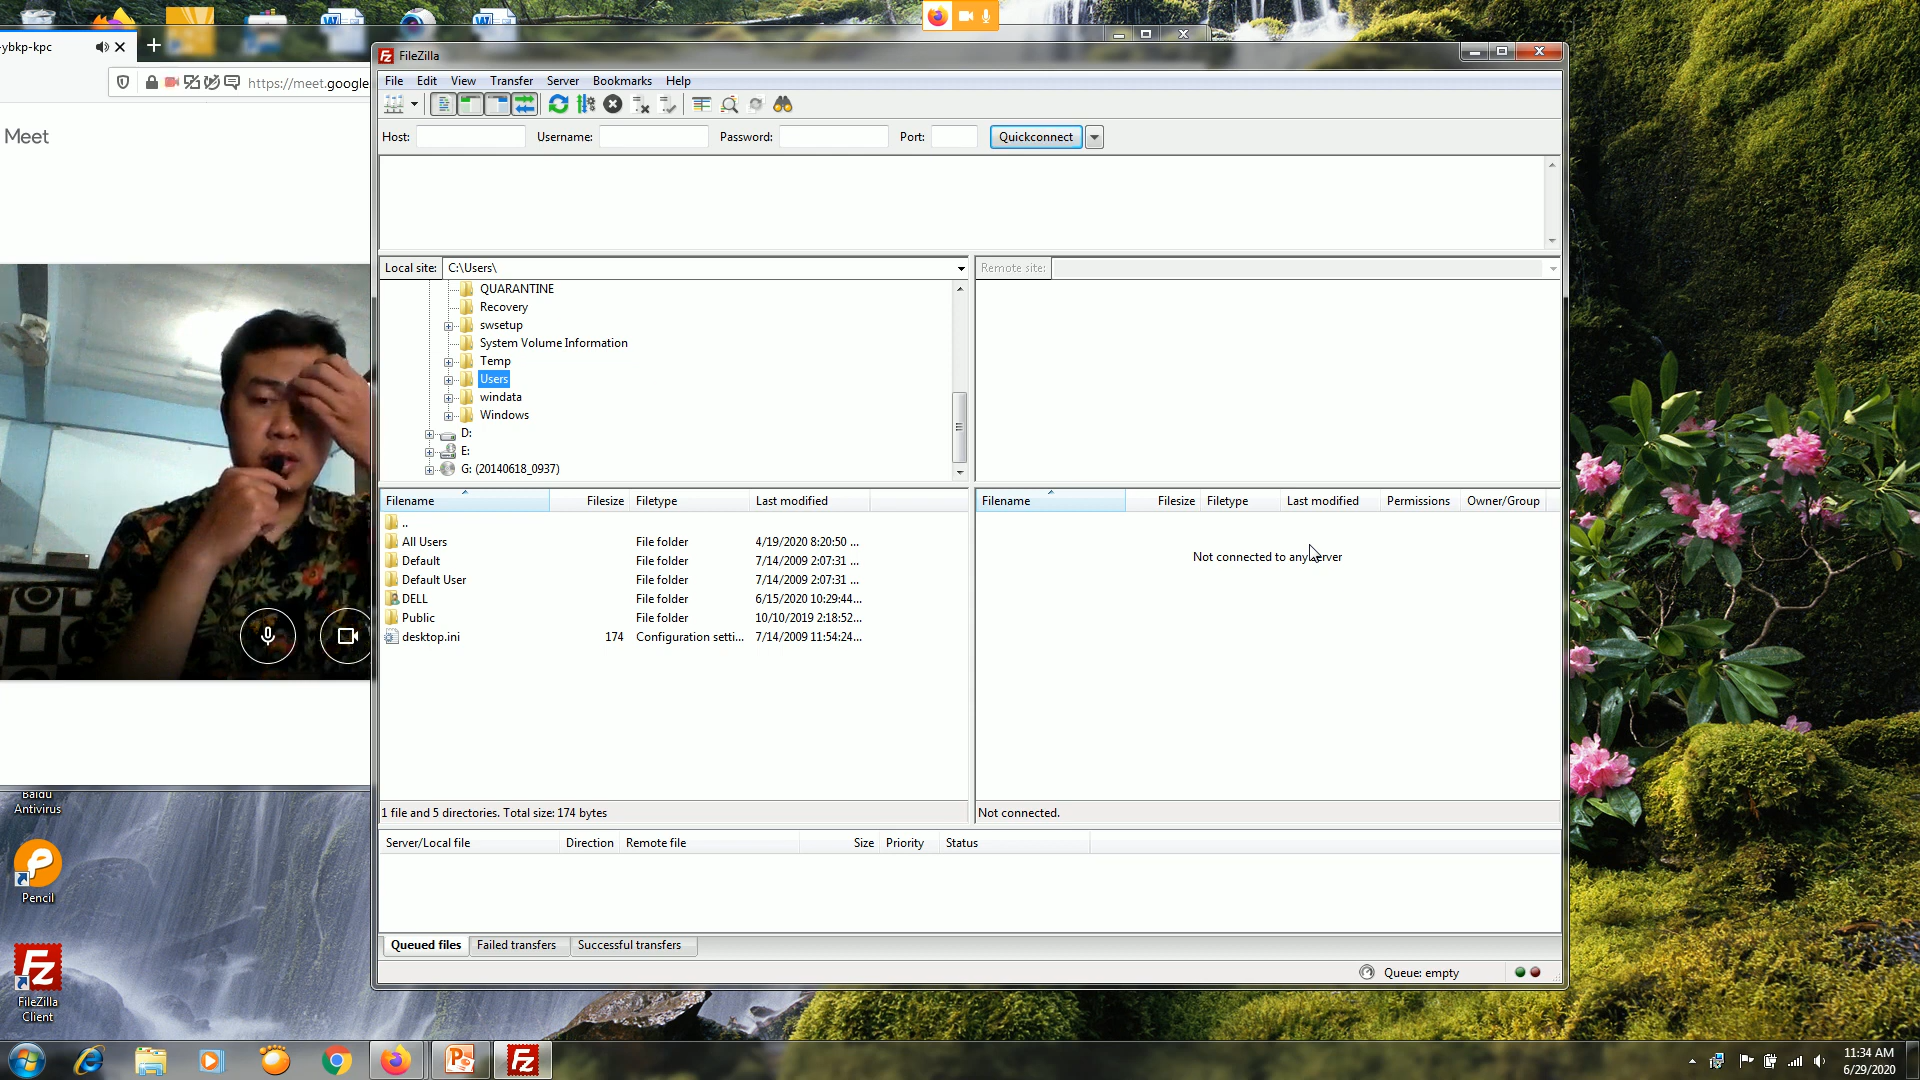 -ybkp-kpc
https://meet.google
Meet
FileZilla
File Edit View Transfer Server Bookmarks Help
Host: Username: Password: Port: Quickconnect
Local site: C:\Users\
Remote site:
QUARANTINE
Recovery
swsetup
System Volume Information
Temp
Users
windata
Windows
D:
E:
G: (20140618_0937)
Filename Filesize Filetype Last modified
..
All Users File folder 4/19/2020 8:20:50 ...
Default File folder 7/14/2009 2:07:31 ...
Default User File folder 7/14/2009 2:07:31 ...
DELL File folder 6/15/2020 10:29:44...
Public File folder 10/10/2019 2:18:52...
desktop.ini 174 Configuration setti... 7/14/2009 11:54:24...
1 file and 5 directories. Total size: 174 bytes
Filename Filesize Filetype Last modified Permissions Owner/Group
Not connected to any server
Not connected.
Server/Local file Direction Remote file Size Priority Status
Queued files Failed transfers Successful transfers
Queue: empty
Baidu
Antivirus
Pencil
FileZilla
Client
11:34 AM
6/29/2020